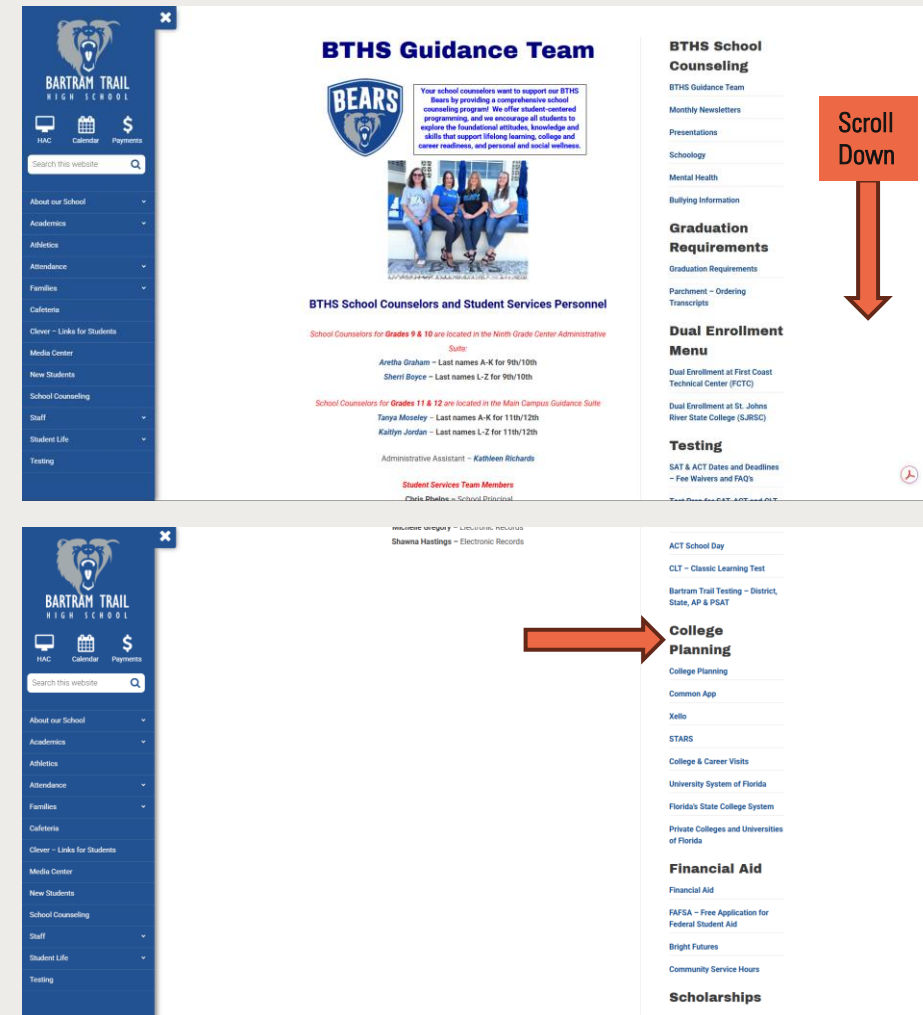 BARTRAM TRAIL
HIGH SCHOOL
HAC
Calendar
Payments
Search this website
About our School
Academics
Athletics
Attendance
Families
Cafeteria
Clever – Links for Students
Media Center
New Students
School Counseling
Staff
Student Life
Testing
BTHS Guidance Team
BEARS
Your school counselors want to support our BTHS
Bears by providing a comprehensive school
counseling program! We offer student-centered
programming, and we encourage all students to
explore the foundational attitudes, knowledge and
skills that support lifelong learning, college and
career readiness, and personal and social wellness.
BTHS
BTHS School Counselors and Student Services Personnel
School Counselors for Grades 9 & 10 are located in the Ninth Grade Center Administrative
Suite:
Aretha Graham – Last names A-K for 9th/10th
Sherri Boyce – Last names L-Z for 9th/10th
School Counselors for Grades 11 & 12 are located in the Main Campus Guidance Suite
Tanya Moseley – Last names A-K for 11th/12th
Kaitlyn Jordan – Last names L-Z for 11th/12th
Administrative Assistant – Kathleen Richards
Student Services Team Members
Chris Phelps – School Principal
BTHS School
Counseling
BTHS Guidance Team
Monthly Newsletters
Presentations
Schoology
Mental Health
Bullying Information
Graduation
Requirements
Graduation Requirements
Parchment – Ordering
Transcripts
Dual Enrollment
Menu
Dual Enrollment at First Coast
Technical Center (FCTC)
Dual Enrollment at St. Johns
River State College (SJRSC)
Testing
SAT & ACT Dates and Deadlines
– Fee Waivers and FAQ's
Test Prep for SAT, ACT and CLT
Scroll
Down
BARTRAM TRAIL
HIGH SCHOOL
HAC
Calendar
Payments
Search this website
About our School
Academics
Athletics
Attendance
Families
Cafeteria
Clever – Links for Students
Media Center
New Students
School Counseling
Staff
Student Life
Testing
Michelle Gregory – Electronic Records
Shawna Hastings – Electronic Records
ACT School Day
CLT – Classic Learning Test
Bartram Trail Testing – District,
State, AP & PSAT
College
Planning
College Planning
Common App
Xello
STARS
College & Career Visits
University System of Florida
Florida's State College System
Private Colleges and Universities
of Florida
Financial Aid
Financial Aid
FAFSA – Free Application for
Federal Student Aid
Bright Futures
Community Service Hours
Scholarships